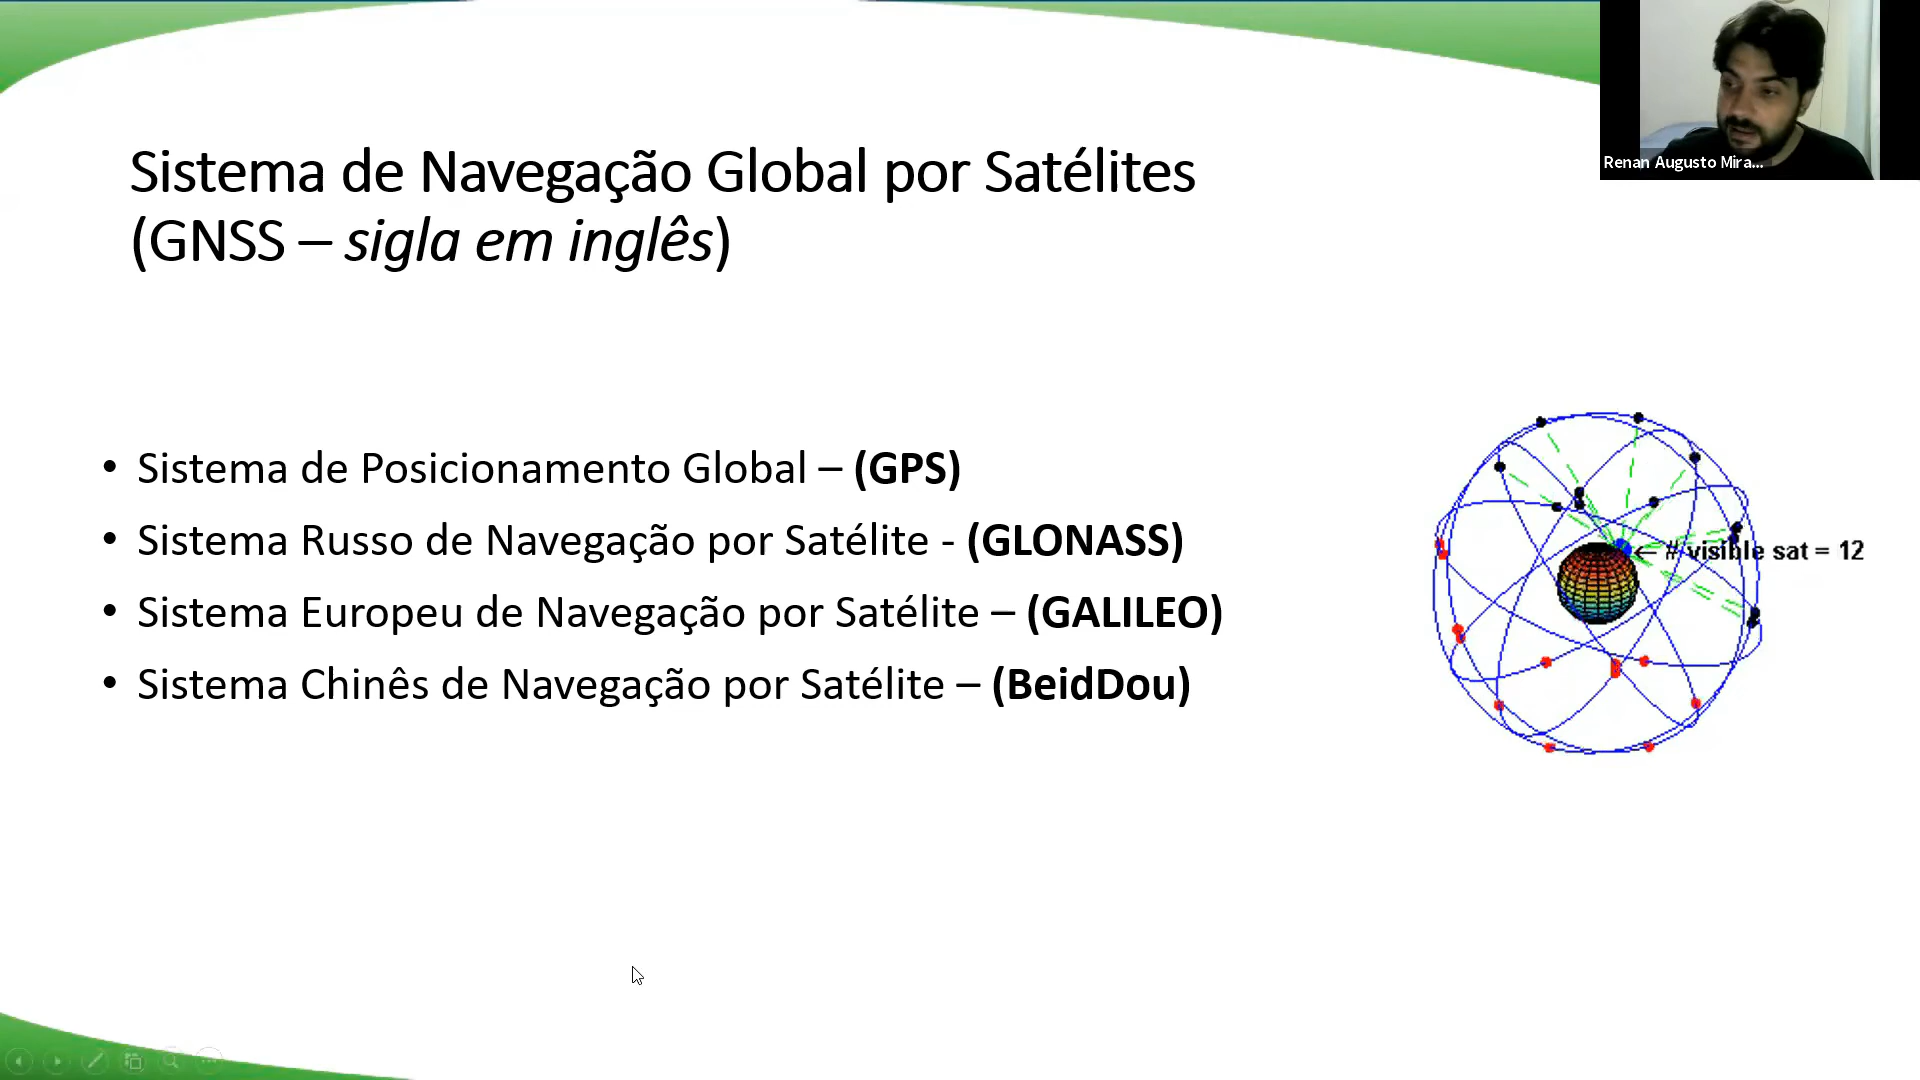 Renan Augusto Mira...
Sistema de Navegação Global por Satélites
(GNSS – sigla em inglês)
• Sistema de Posicionamento Global – (GPS)
• Sistema Russo de Navegação por Satélite - (GLONASS)
• Sistema Europeu de Navegação por Satélite – (GALILEO)
• Sistema Chinês de Navegação por Satélite – (BeidDou)
← # visible sat = 12